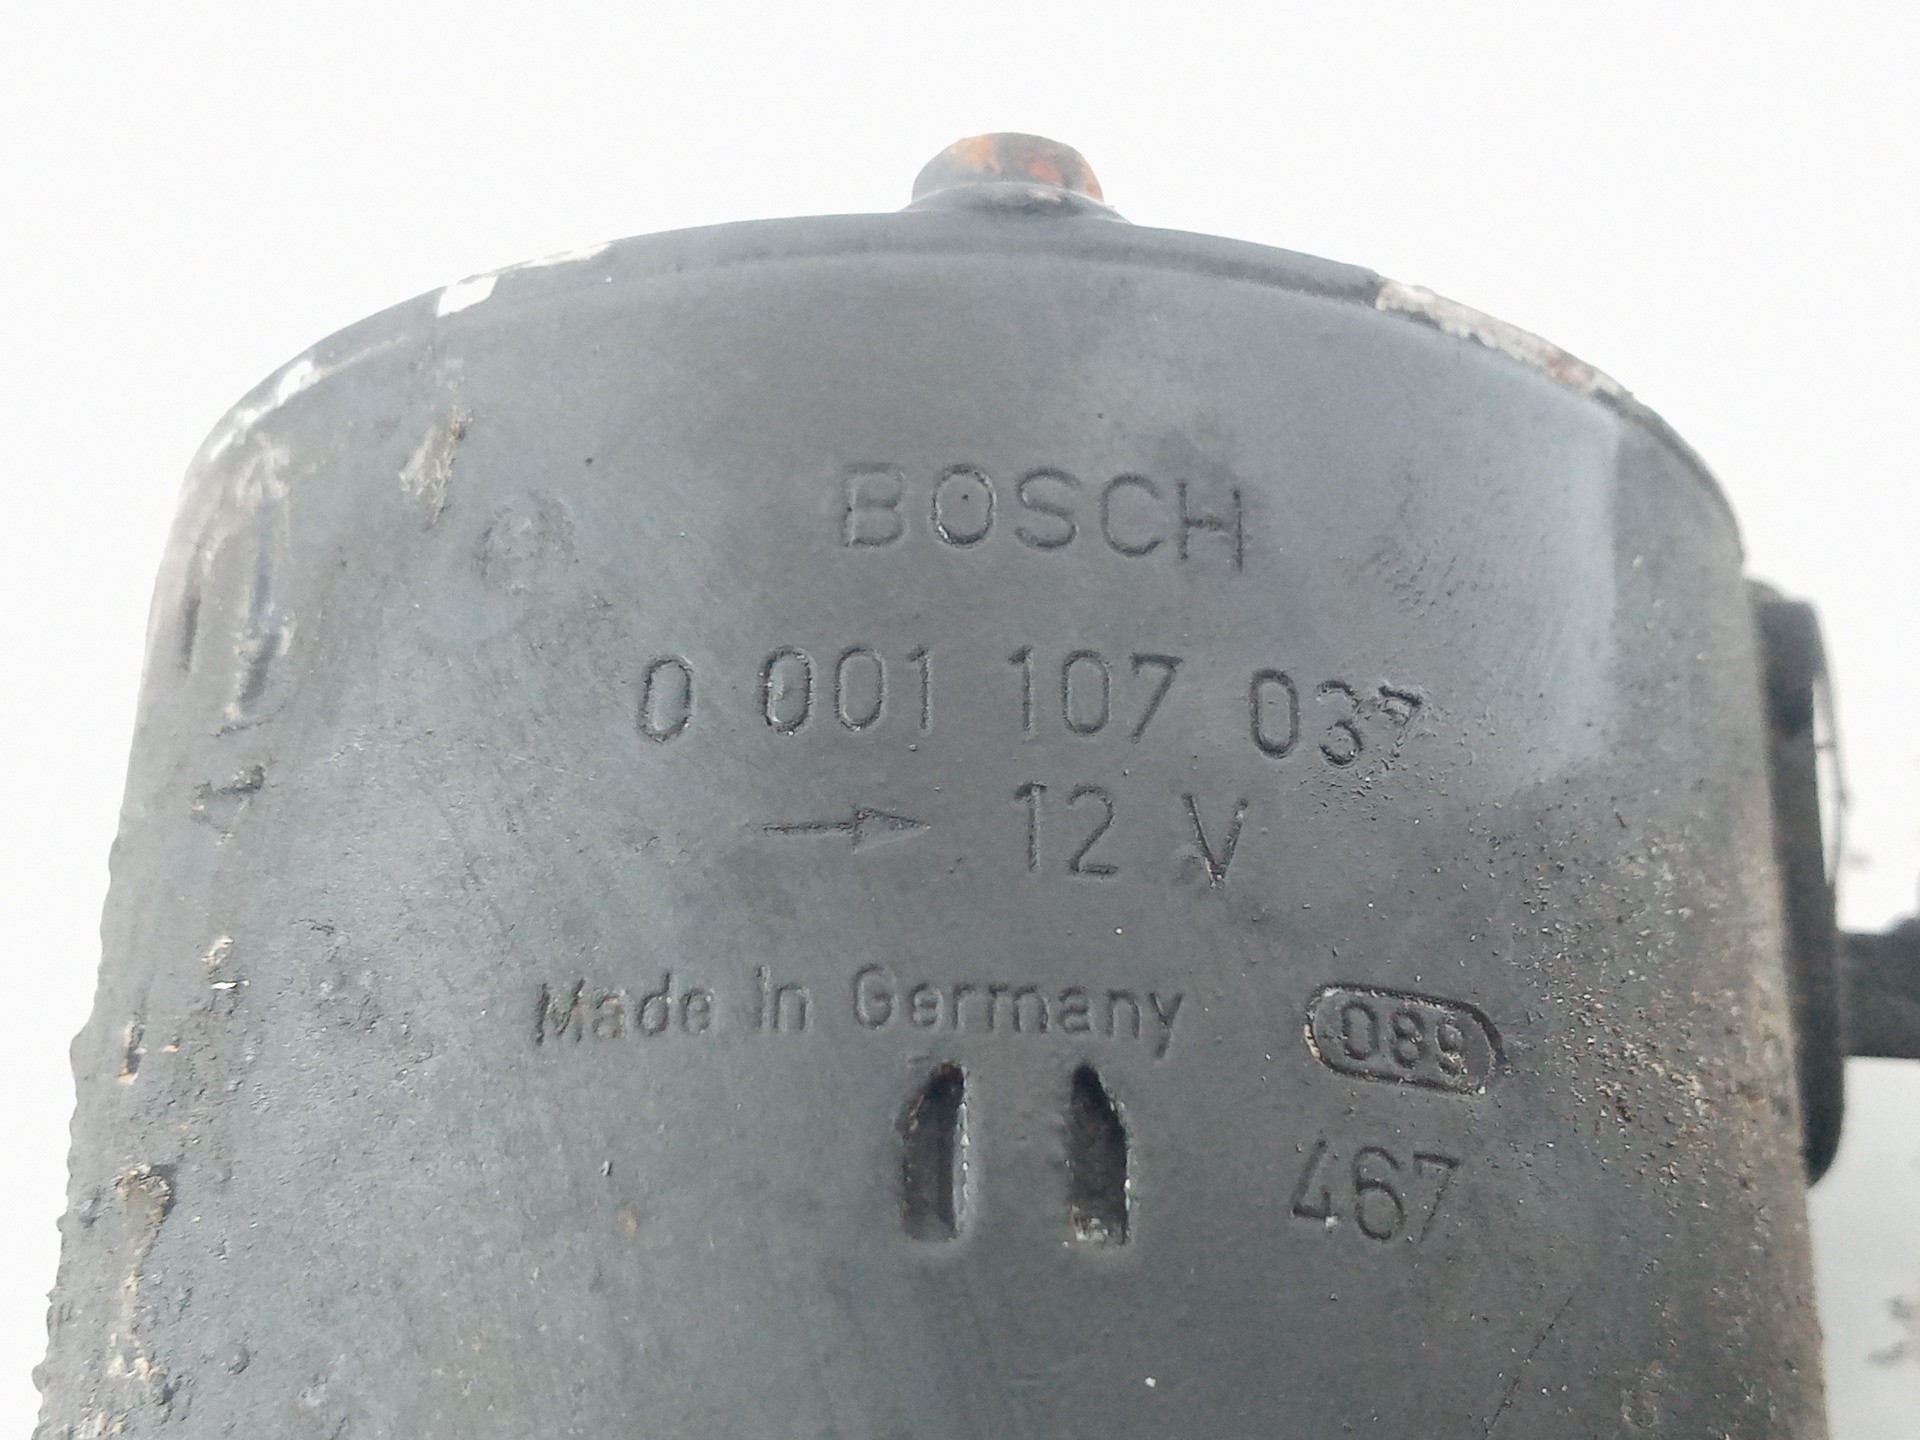 BOSCH
0 001 107 037
→ 12 V
Made in Germany 089
467